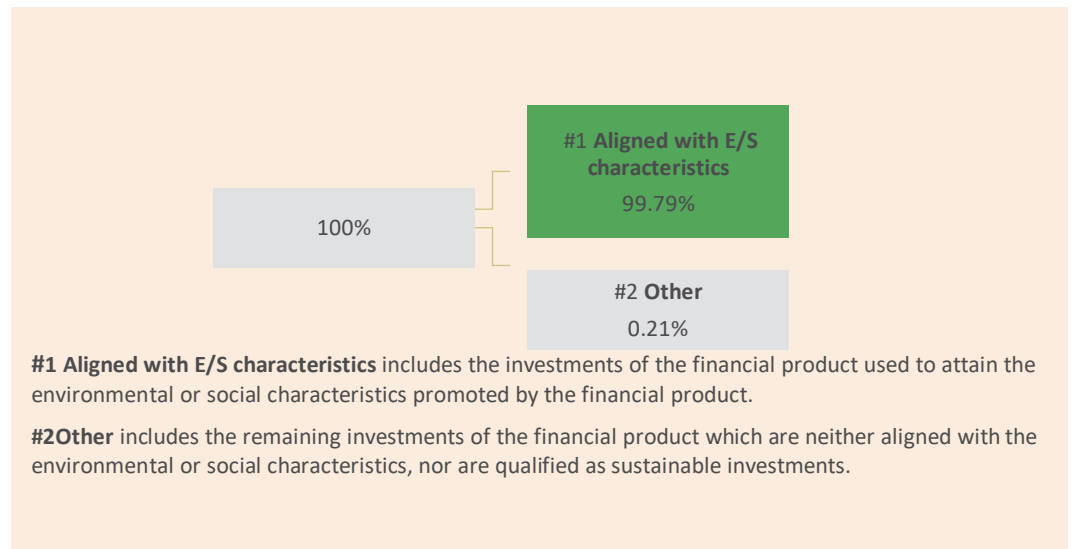 #1 Aligned with E/S
characteristics
99.79%
100%
#2 Other
0.21%
#1 Aligned with E/S characteristics includes the investments of the financial product used to attain the
environmental or social characteristics promoted by the financial product.
#2Other includes the remaining investments of the financial product which are neither aligned with the
environmental or social characteristics, nor are qualified as sustainable investments.